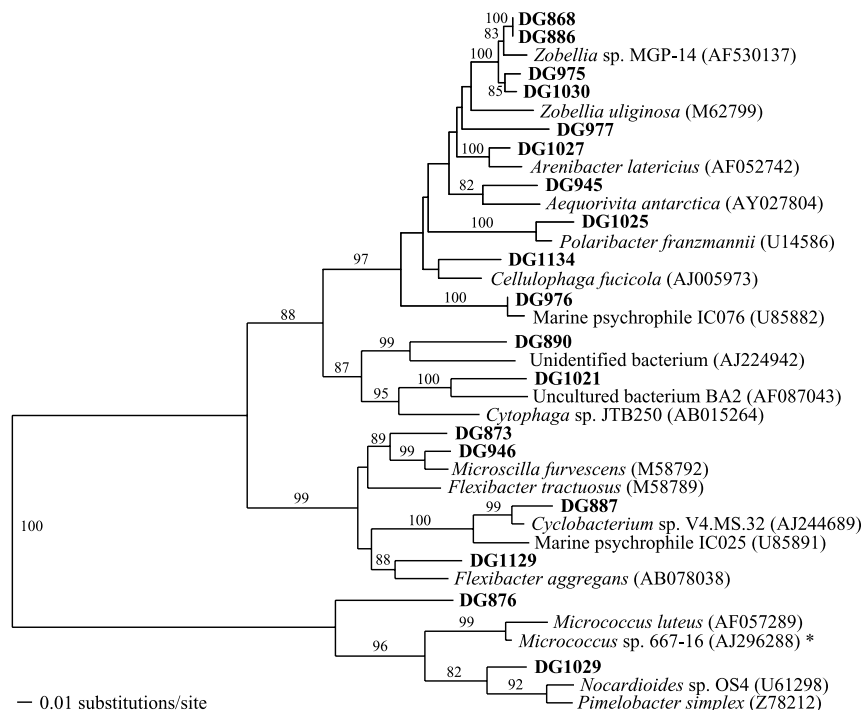 100 DG868
83 DG886
Zobellia sp. MGP-14 (AF530137)
100
DG975
85 DG1030
Zobellia uliginosa (M62799)
DG977
100 DG1027
Arenibacter latericius (AF052742)
82 DG945
Aequorivita antarctica (AY027804)
100 DG1025
Polaribacter franzmannii (U14586)
97 DG1134
Cellulophaga fucicola (AJ005973)
100 DG976
Marine psychrophile IC076 (U85882)
88
99 DG890
Unidentified bacterium (AJ224942)
87
100 DG1021
95 Uncultured bacterium BA2 (AF087043)
Cytophaga sp. JTB250 (AB015264)
89 DG873
99 DG946
Microscilla furvescens (M58792)
Flexibacter tractuosus (M58789)
99
99 DG887
100 Cyclobacterium sp. V4.MS.32 (AJ244689)
100 Marine psychrophile IC025 (U85891)
88 DG1129
Flexibacter aggregans (AB078038)
DG876
99 Micrococcus luteus (AF057289)
96 Micrococcus sp. 667-16 (AJ296288) *
82 DG1029
92 Nocardioides sp. OS4 (U61298)
Pimelobacter simplex (Z78212)
0.01 substitutions/site